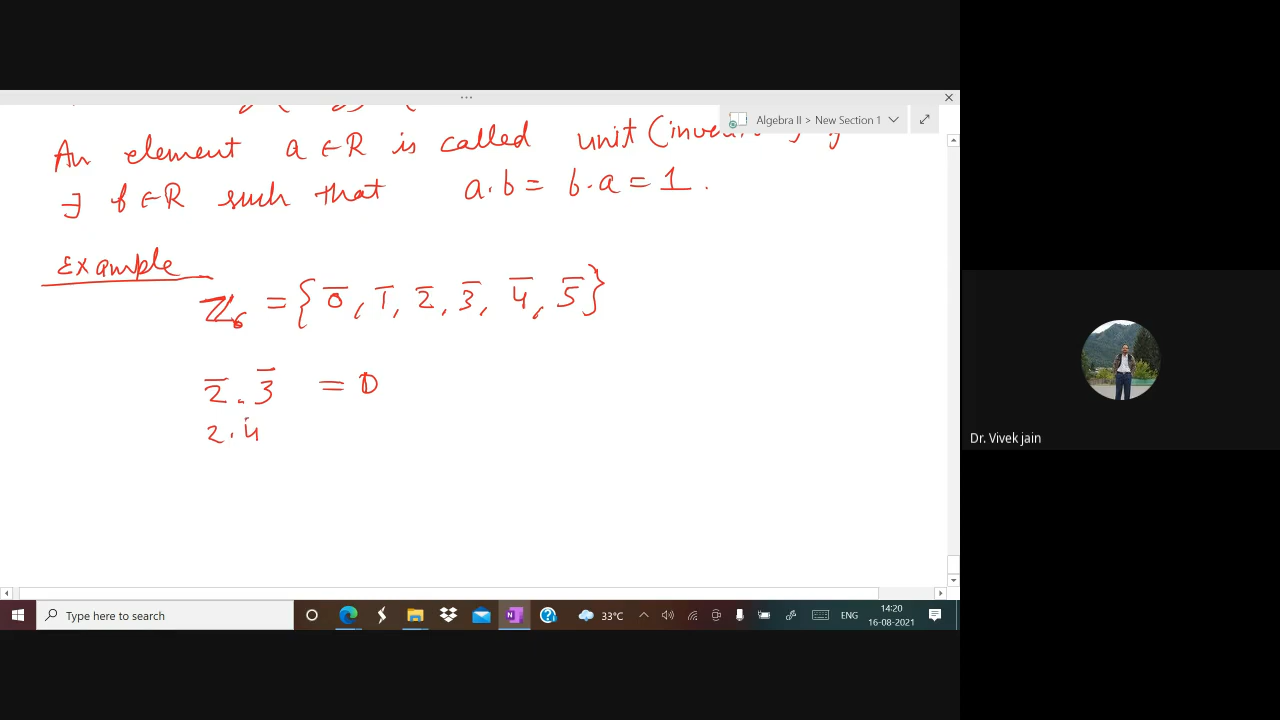 Algebra II > New Section 1
An element a ∈ R is called unit
∃ b ∈ R such that a.b = b.a = 1.
Example
ℤ₆ = { 0̅, 1̅, 2̅, 3̅, 4̅, 5̅ }
2̅ . 3̅ = 0
2 . 4
Dr. Vivek jain
Type here to search
33°C
ENG
14:20
16-08-2021